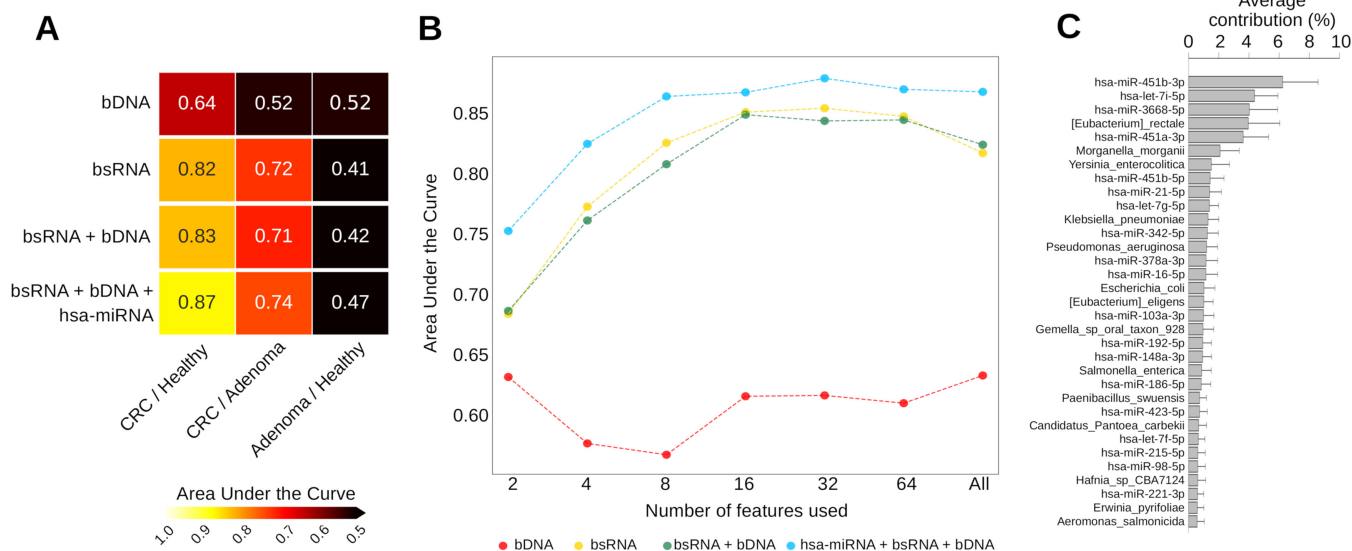 A
bDNA
bsRNA
bsRNA + bDNA
bsRNA + bDNA +
hsa-miRNA
0.64 0.52 0.52
0.82 0.72 0.41
0.83 0.71 0.42
0.87 0.74 0.47
CRC / Healthy
CRC / Adenoma
Adenoma / Healthy
Area Under the Curve
1.0 0.9 0.8 0.7 0.6 0.5
B
Area Under the Curve
0.85
0.80
0.75
0.70
0.65
0.60
2 4 8 16 32 64 All
Number of features used
bDNA bsRNA bsRNA + bDNA hsa-miRNA + bsRNA + bDNA
C
Average
contribution (%)
0 2 4 6 8 10
hsa-miR-451b-3p
hsa-let-7i-5p
hsa-miR-3668-5p
[Eubacterium]_rectale
hsa-miR-451a-3p
Morganella_morganii
Yersinia_enterocolitica
hsa-miR-451b-5p
hsa-miR-21-5p
hsa-let-7g-5p
Klebsiella_pneumoniae
hsa-miR-342-5p
Pseudomonas_aeruginosa
hsa-miR-378a-3p
hsa-miR-16-5p
Escherichia_coli
[Eubacterium]_eligens
hsa-miR-103a-3p
Gemella_sp_oral_taxon_928
hsa-miR-192-5p
hsa-miR-148a-3p
Salmonella_enterica
hsa-miR-186-5p
Paenibacillus_swuensis
hsa-miR-423-5p
Candidatus_Pantoea_carbekii
hsa-let-7f-5p
hsa-miR-215-5p
hsa-miR-98-5p
Hafnia_sp_CBA7124
hsa-miR-221-3p
Erwinia_pyrifoliae
Aeromonas_salmonicida